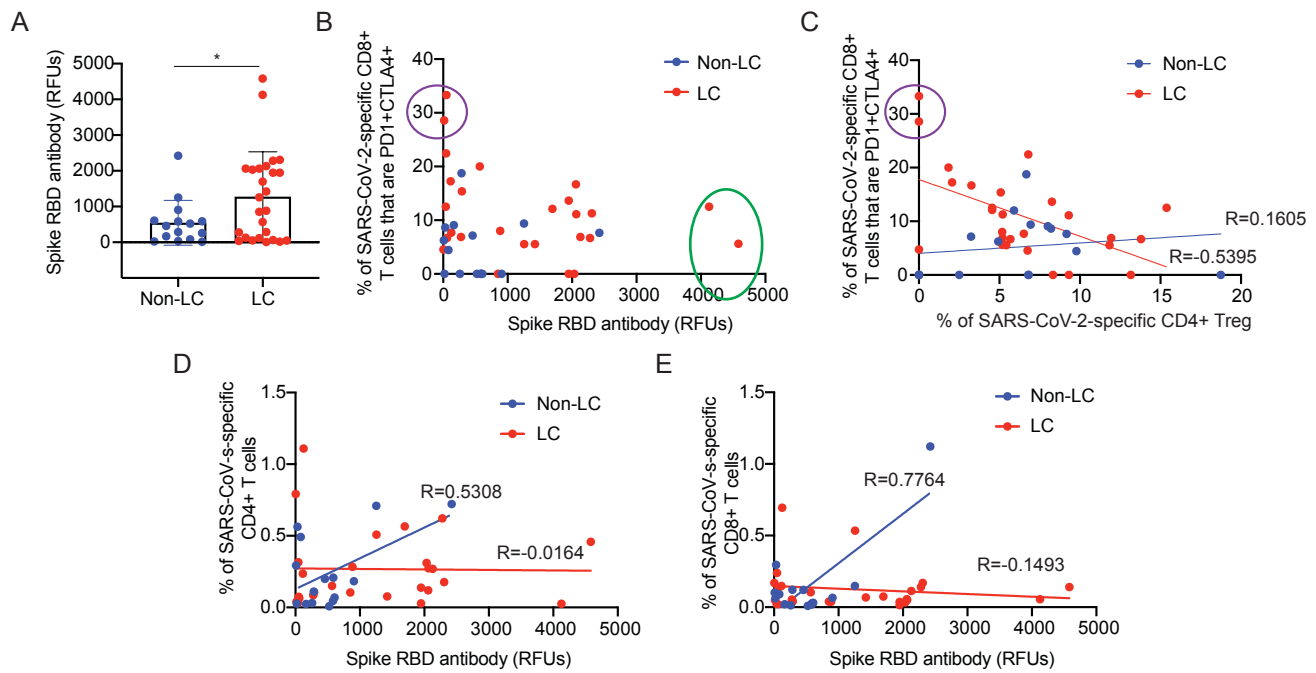 A
Spike RBD antibody (RFUs)
5000
4000
3000
2000
1000
0
*
Non-LC
LC
B
% of SARS-CoV-2-specific CD8+
T cells that are PD1+CTLA4+
40
30
20
10
0
0
1000
2000
3000
4000
5000
Spike RBD antibody (RFUs)
Non-LC
LC
C
% of SARS-CoV-2-specific CD8+
T cells that are PD1+CTLA4+
40
30
20
10
0
0
5
10
15
20
% of SARS-CoV-2-specific CD4+ Treg
Non-LC
LC
R=0.1605
R=-0.5395
D
% of SARS-CoV-s-specific
CD4+ T cells
1.5
1.0
0.5
0.0
0
1000
2000
3000
4000
5000
Spike RBD antibody (RFUs)
Non-LC
LC
R=0.5308
R=-0.0164
E
% of SARS-CoV-s-specific
CD8+ T cells
1.5
1.0
0.5
0.0
0
1000
2000
3000
4000
5000
Spike RBD antibody (RFUs)
Non-LC
LC
R=0.7764
R=-0.1493